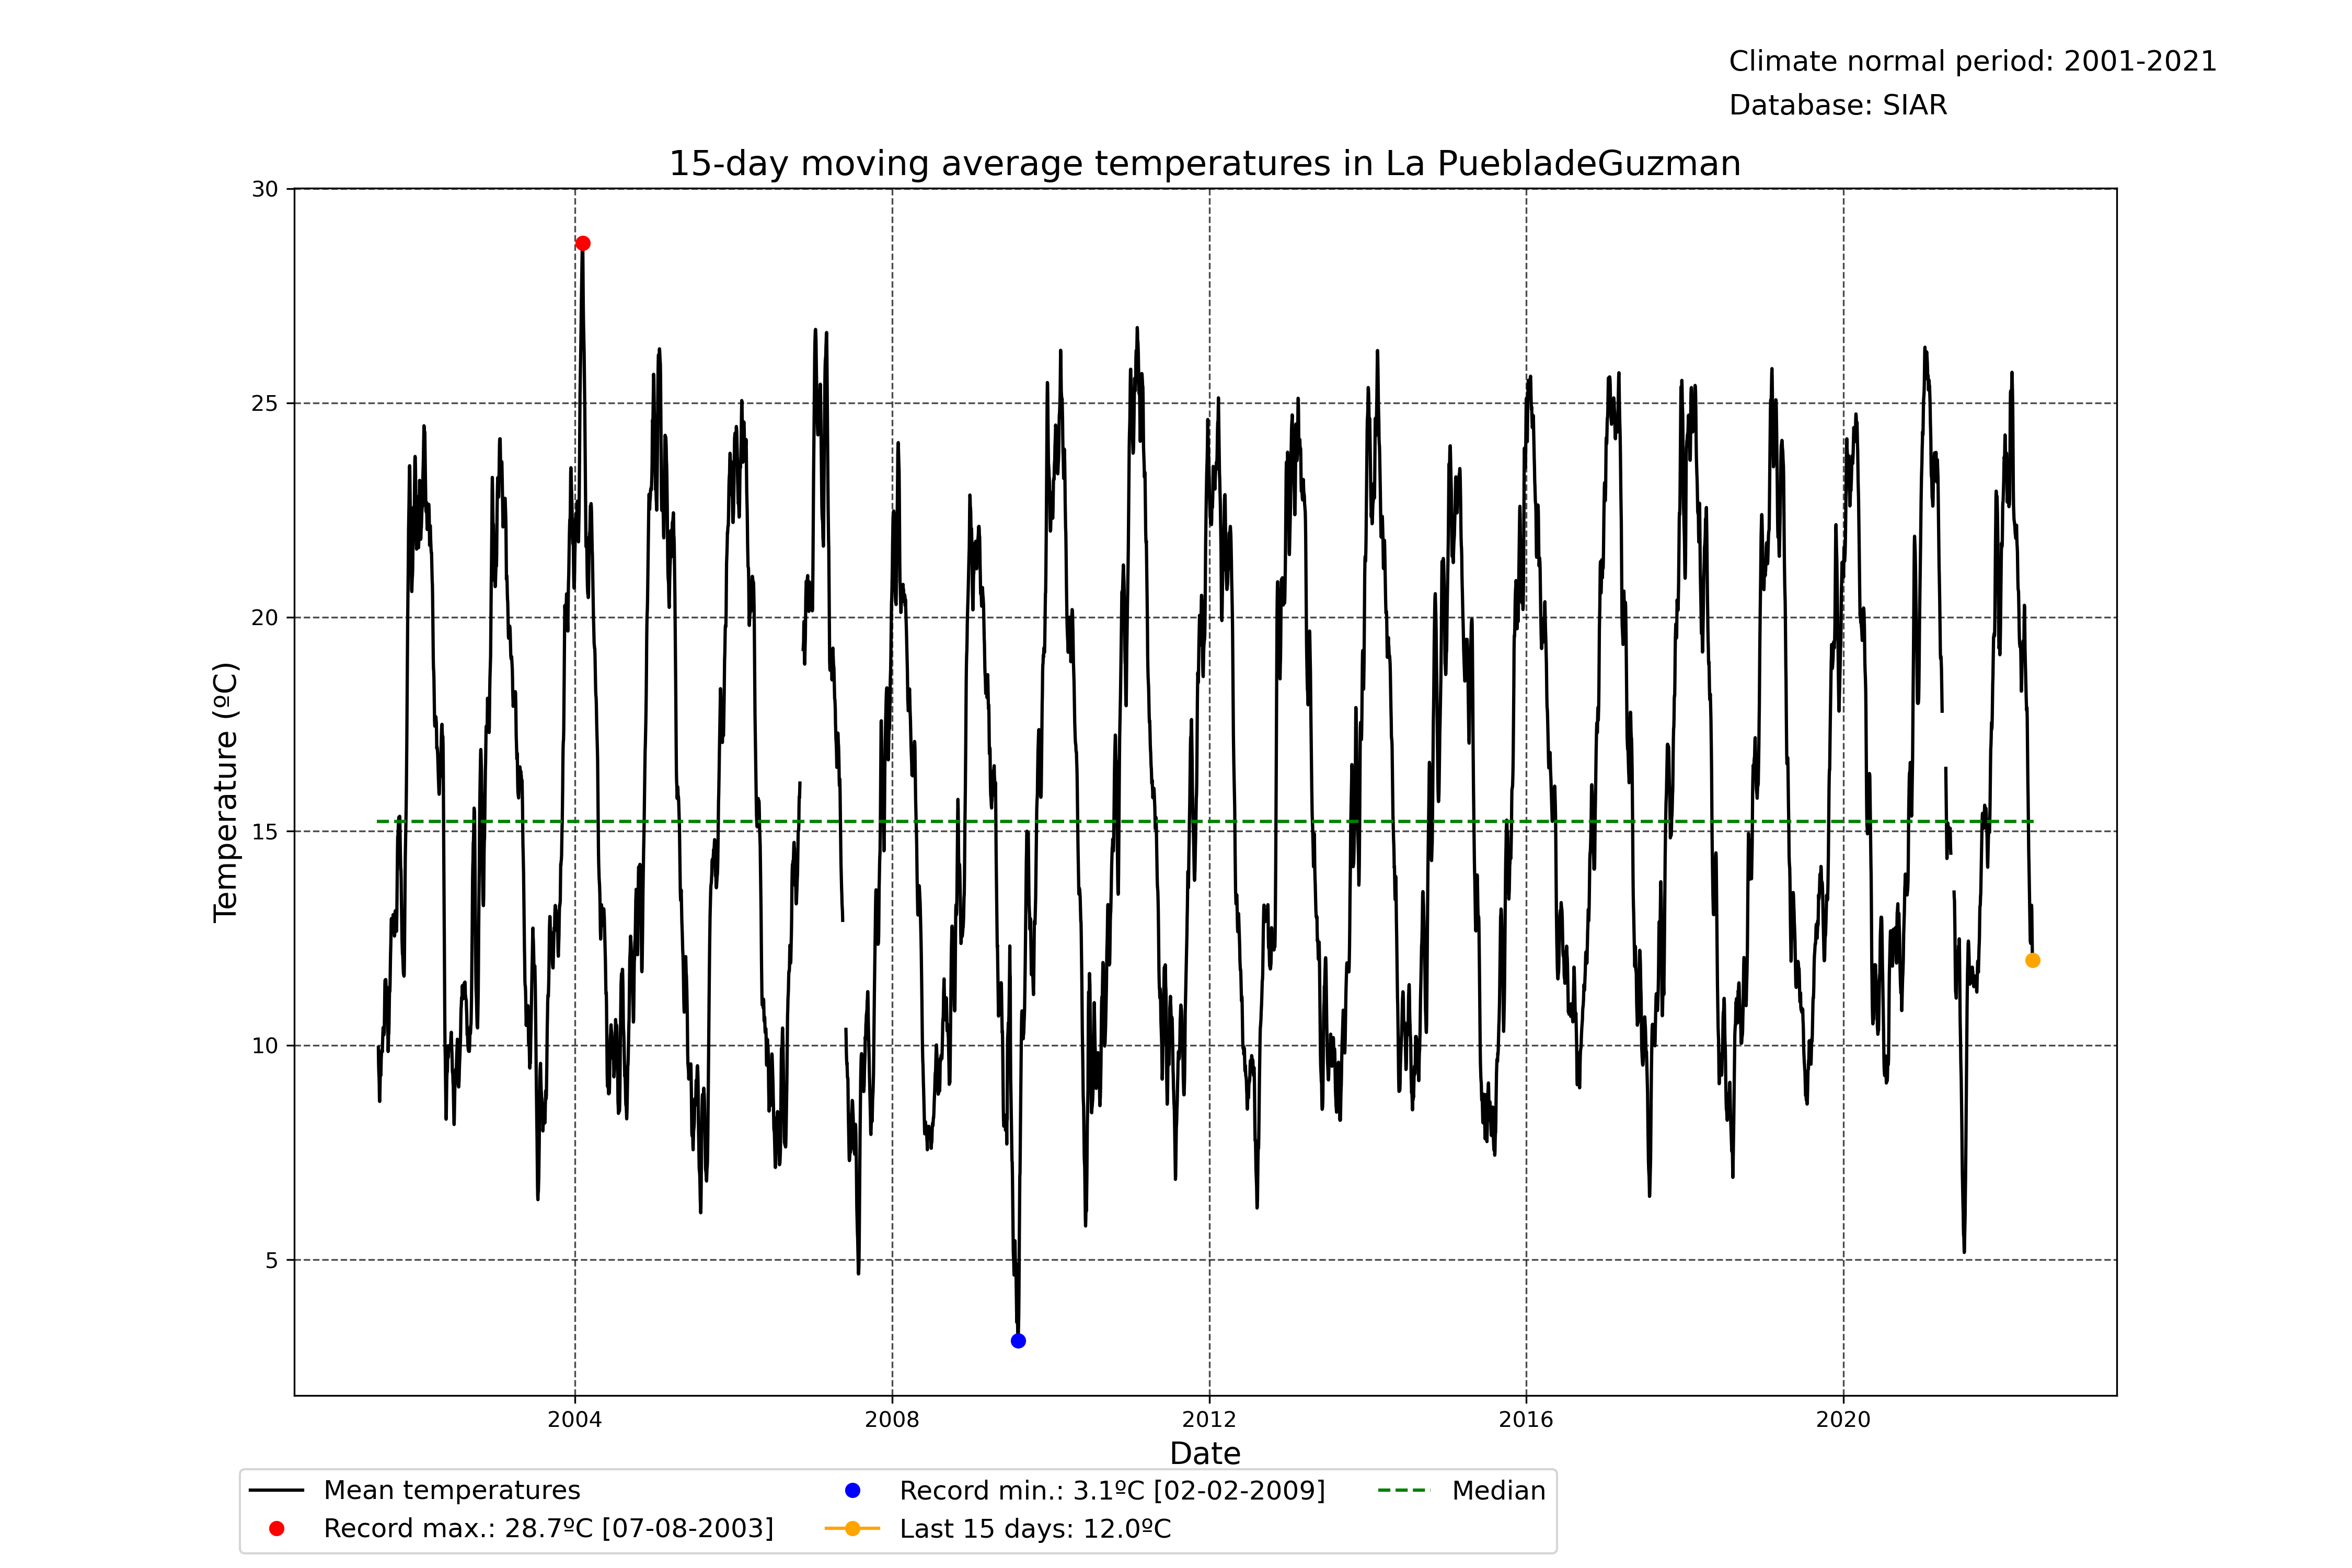 Climate normal period: 2001-2021
Database: SIAR
15-day moving average temperatures in La PuebladeGuzman
30
25
20
15
10
5
Temperature (ºC)
2004 2008 2012 2016 2020
Date
Mean temperatures
Record max.: 28.7ºC [07-08-2003]
Record min.: 3.1ºC [02-02-2009]
Last 15 days: 12.0ºC
Median